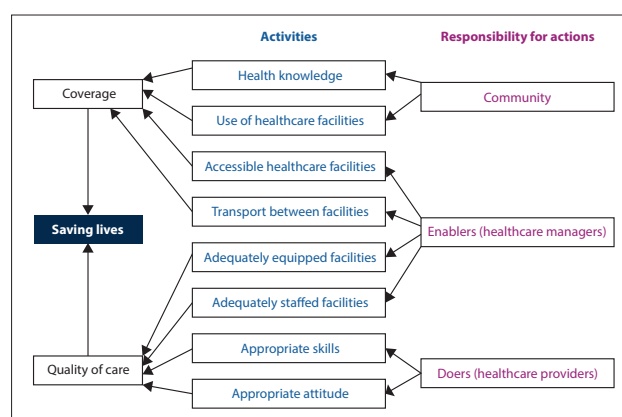 Activities
Responsibility for actions
Health knowledge
Coverage
Community
Use of healthcare facilities
Accessible healthcare facilities
Transport between facilities
Saving lives
Enablers (healthcare managers)
Adequately equipped facilities
Adequately staffed facilities
Appropriate skills
Quality of care
Doers (healthcare providers)
Appropriate attitude